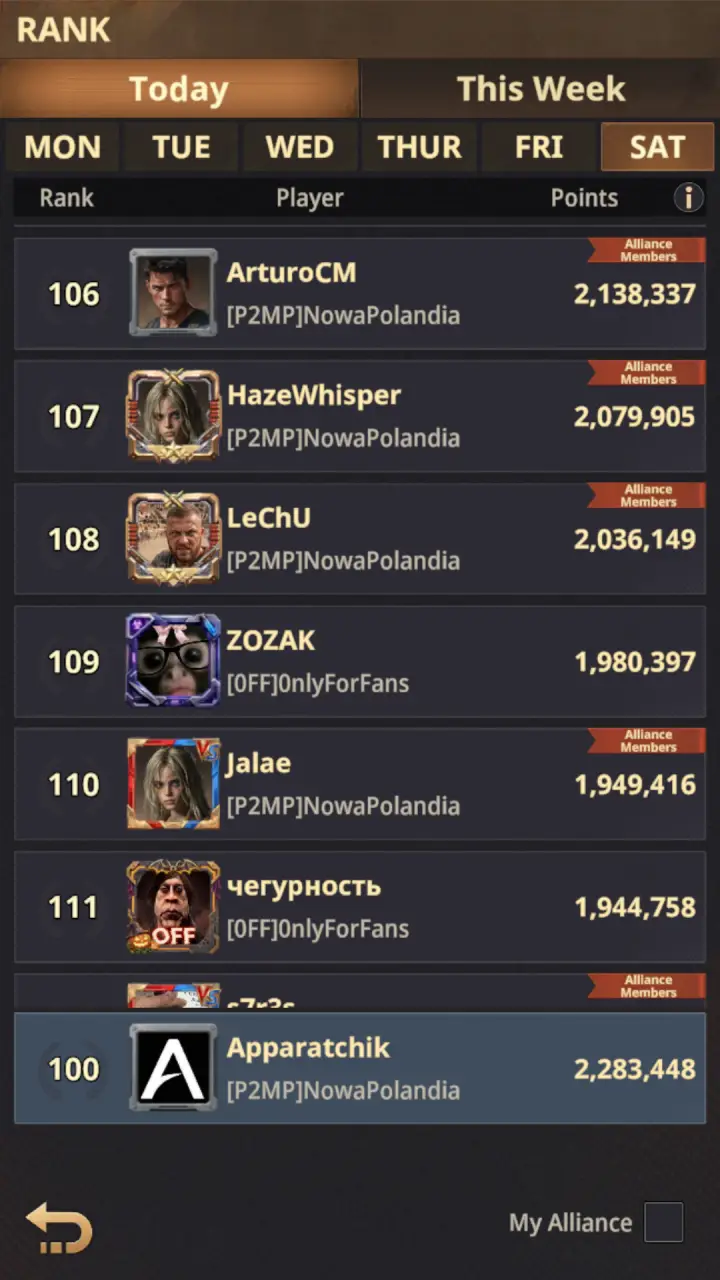 RANK
Today
This Week
MON TUE WED THUR FRI SAT
Rank Player Points
Alliance Members
106
ArturoCM
[P2MP]NowaPolandia
2,138,337
Alliance Members
107
HazeWhisper
[P2MP]NowaPolandia
2,079,905
Alliance Members
108
LeChU
[P2MP]NowaPolandia
2,036,149
109
ZOZAK
[0FF]0nlyForFans
1,980,397
Alliance Members
110
VS
Jalae
[P2MP]NowaPolandia
1,949,416
111
OFF
чегурность
[0FF]0nlyForFans
1,944,758
Alliance Members
VS
100
Apparatchik
[P2MP]NowaPolandia
2,283,448
My Alliance